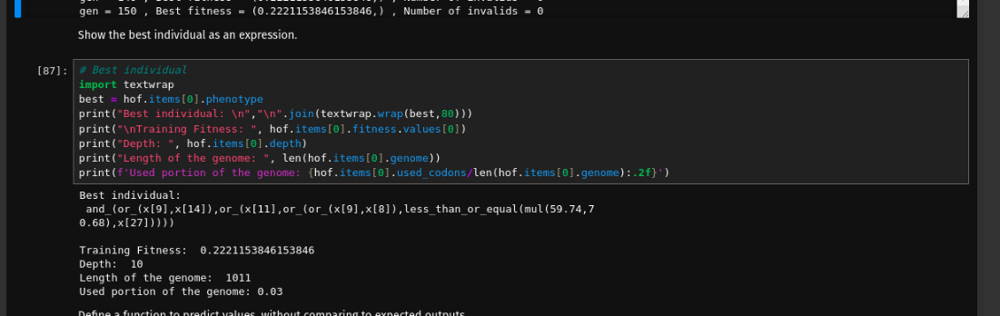 gen = 150 , Best fitness = (0.2221153846153846,) , Number of invalids = 0
Show the best individual as an expression.
[87]:
# Best individual
import textwrap
best = hof.items[0].phenotype
print("Best individual: \n","\n".join(textwrap.wrap(best,80)))
print("\nTraining Fitness: ", hof.items[0].fitness.values[0])
print("Depth: ", hof.items[0].depth)
print("Length of the genome: ", len(hof.items[0].genome))
print(f'Used portion of the genome: {hof.items[0].used_codons/len(hof.items[0].genome):.2f}')
Best individual:
and_(or_(x[9],x[14]),or_(x[11],or_(or_(x[9],x[8]),less_than_or_equal(mul(59.74,7
0.68),x[27]))))
Training Fitness:  0.2221153846153846
Depth:  10
Length of the genome:  1011
Used portion of the genome: 0.03
Define a function to predict values, without comparing to expected outputs